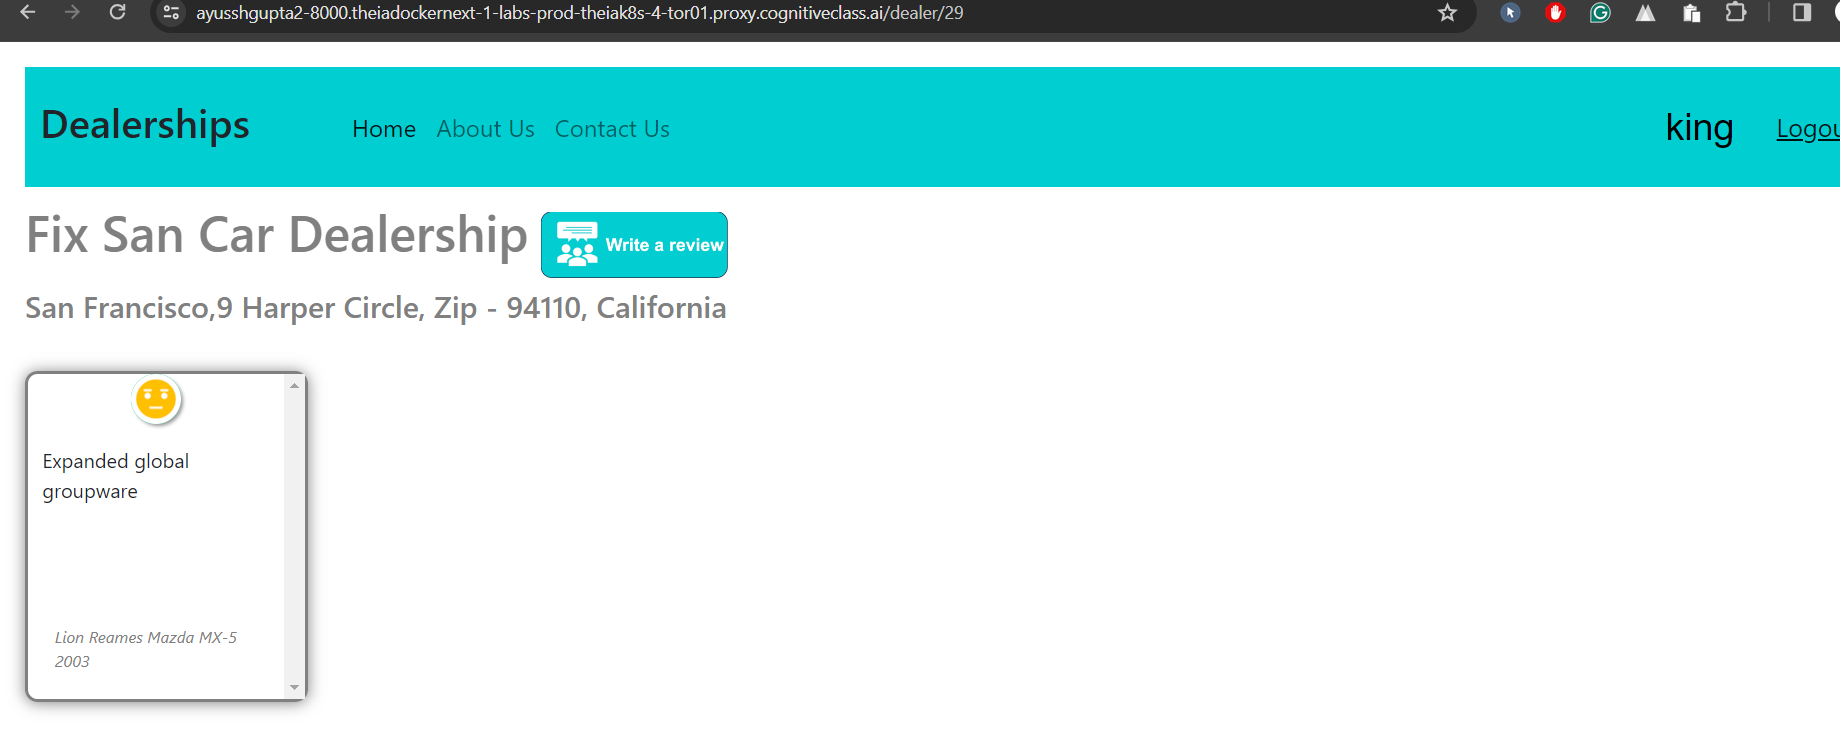 ayusshgupta2-8000.theiadockernext-1-labs-prod-theiak8s-4-tor01.proxy.cognitiveclass.ai/dealer/29
Dealerships Home About Us Contact Us king Logou
Fix San Car Dealership Write a review
San Francisco,9 Harper Circle, Zip - 94110, California
Expanded global
groupware
Lion Reames Mazda MX-5
2003